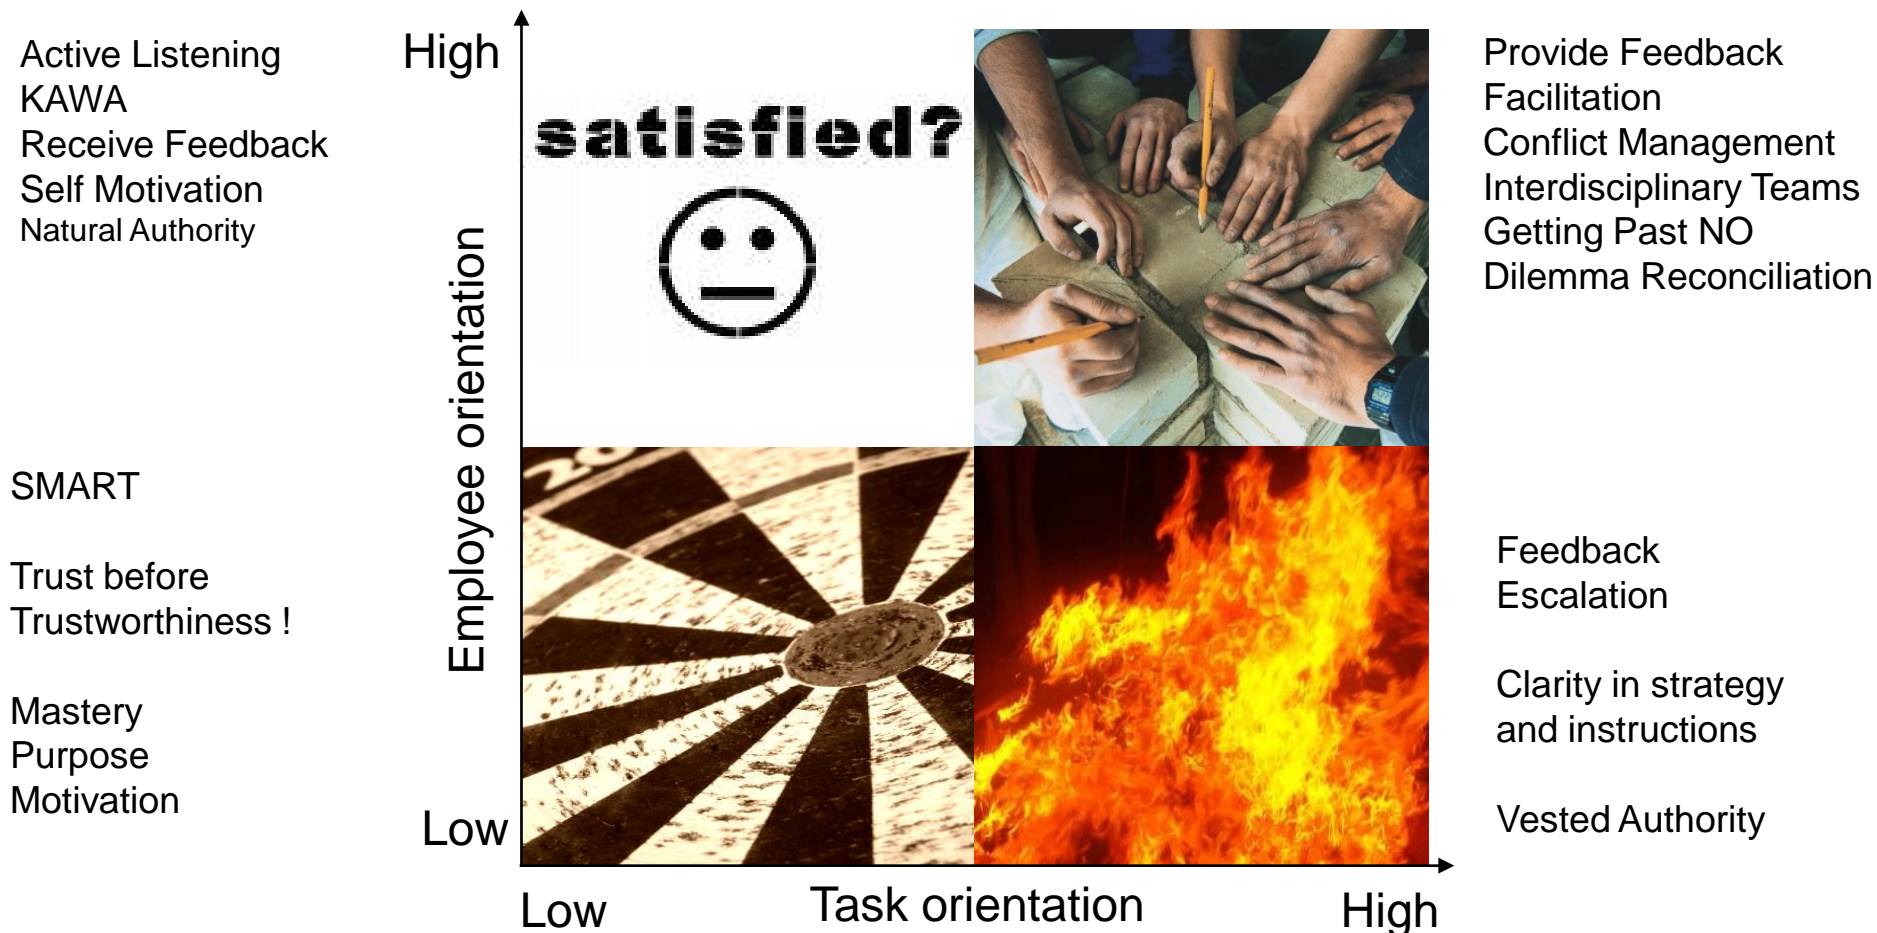 Active Listening
KAWA
Receive Feedback
Self Motivation
Natural Authority
High
satisfied?
Provide Feedback
Facilitation
Conflict Management
Interdisciplinary Teams
Getting Past NO
Dilemma Reconciliation
Employee orientation
SMART
Trust before
Trustworthiness !
Mastery
Purpose
Motivation
20
Feedback
Escalation
Clarity in strategy
and instructions
Vested Authority
Low
Low
Task orientation
High